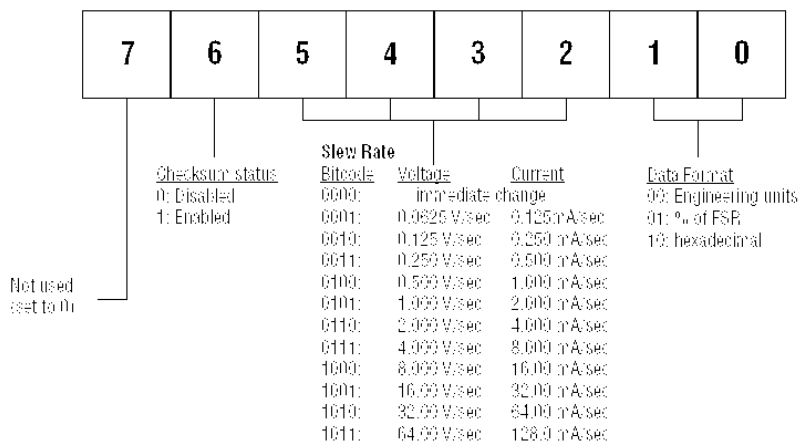 7 6 5 4 3 2 1 0
Checksum status
0: Disabled
1: Enabled
Not used
(set to 0)
Slew Rate
Bitcode Voltage Current
0000: immediate change
0001: 0.0625 V/sec 0.125mA/sec
0010: 0.125 V/sec 0.250 mA/sec
0011: 0.250 V/sec 0.500 mA/sec
0100: 0.500 V/sec 1.000 mA/sec
0101: 1.000 V/sec 2.000 mA/sec
0110: 2.000 V/sec 4.000 mA/sec
0111: 4.000 V/sec 8.000 mA/sec
1000: 8.000 V/sec 16.00 mA/sec
1001: 16.00 V/sec 32.00 mA/sec
1010: 32.00 V/sec 64.00 mA/sec
1011: 64.00 V/sec 128.0 mA/sec
Data Format
00: Engineering units
01: % of FSR
10: hexadecimal